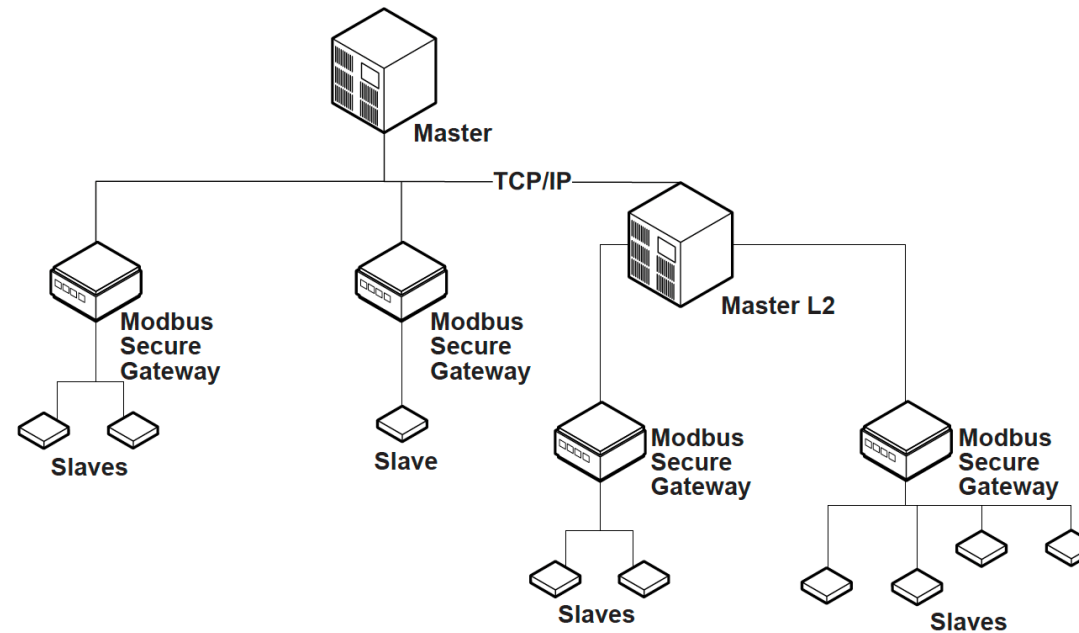 Master
TCP/IP
Master L2
Modbus
Secure
Gateway
Modbus
Secure
Gateway
Slaves
Slave
Modbus
Secure
Gateway
Modbus
Secure
Gateway
Slaves
Slaves